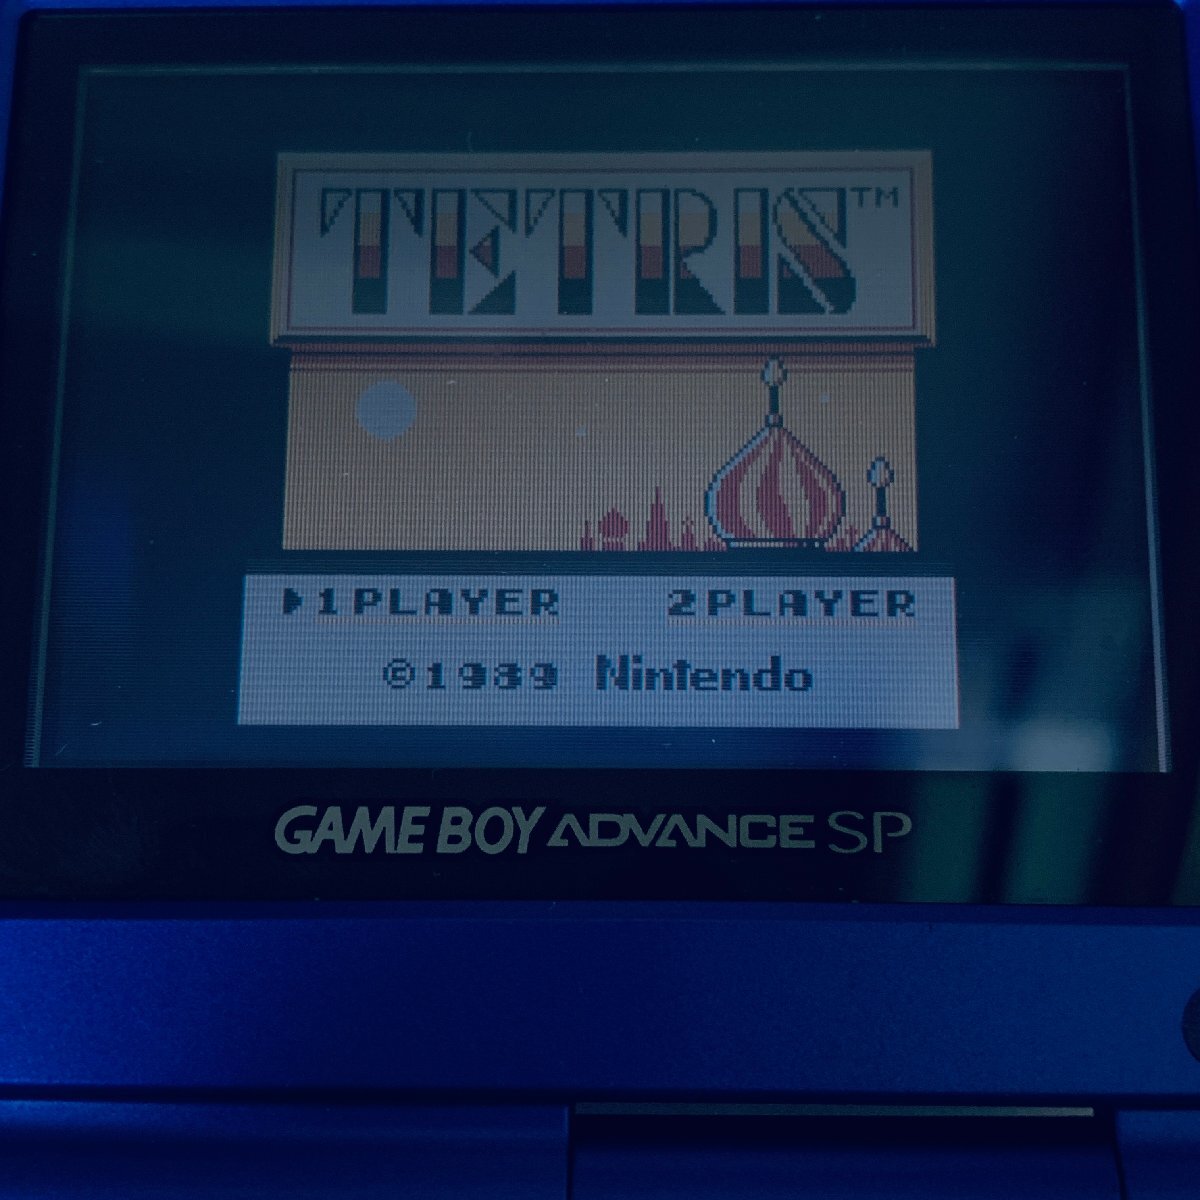 TETRIS™
▶1PLAYER 2PLAYER
©1989 Nintendo
GAME BOY ADVANCE SP